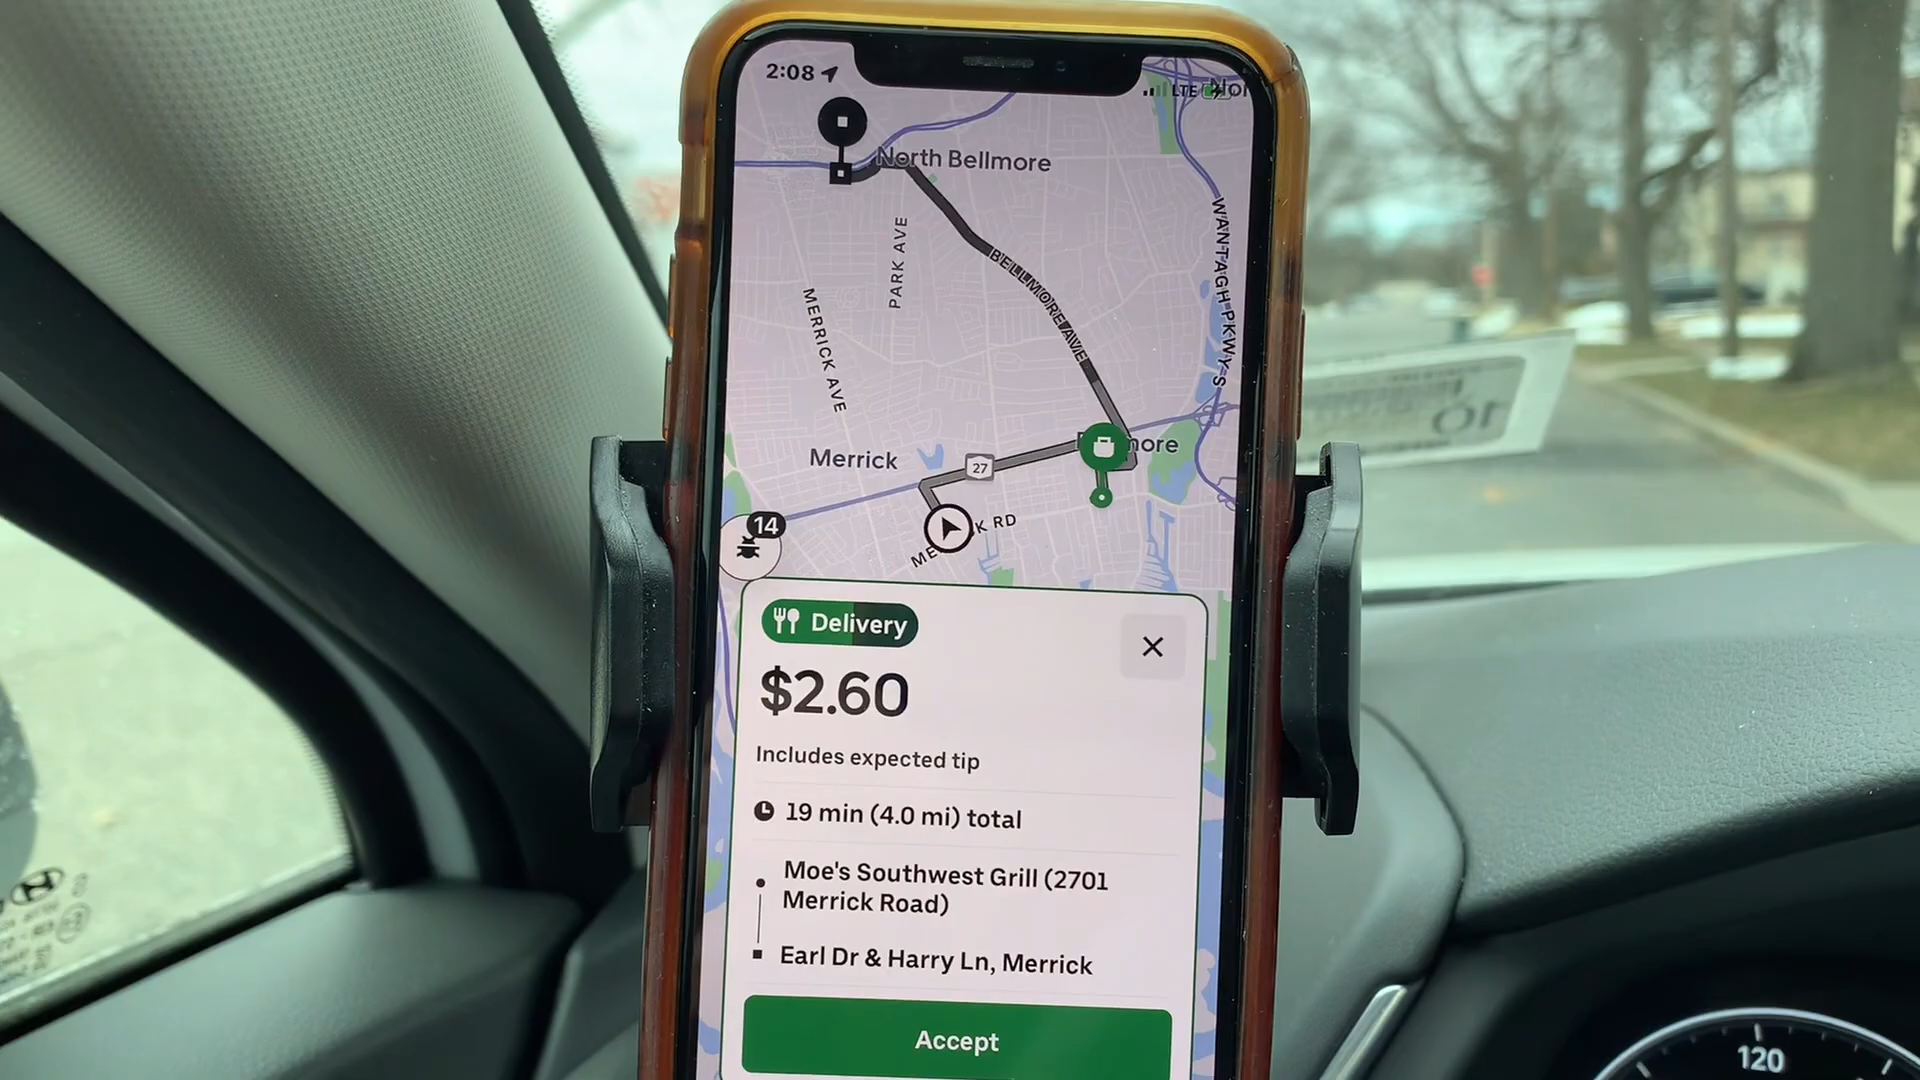 2:08
LTE
North Bellmore
PARK AVE
WANTAGH PKWY S
BELLMORE AVE
MERRICK AVE
Merrick
27
14
Delivery
$2.60
Includes expected tip
19 min (4.0 mi) total
Moe's Southwest Grill (2701
Merrick Road)
Earl Dr & Harry Ln, Merrick
Accept
120